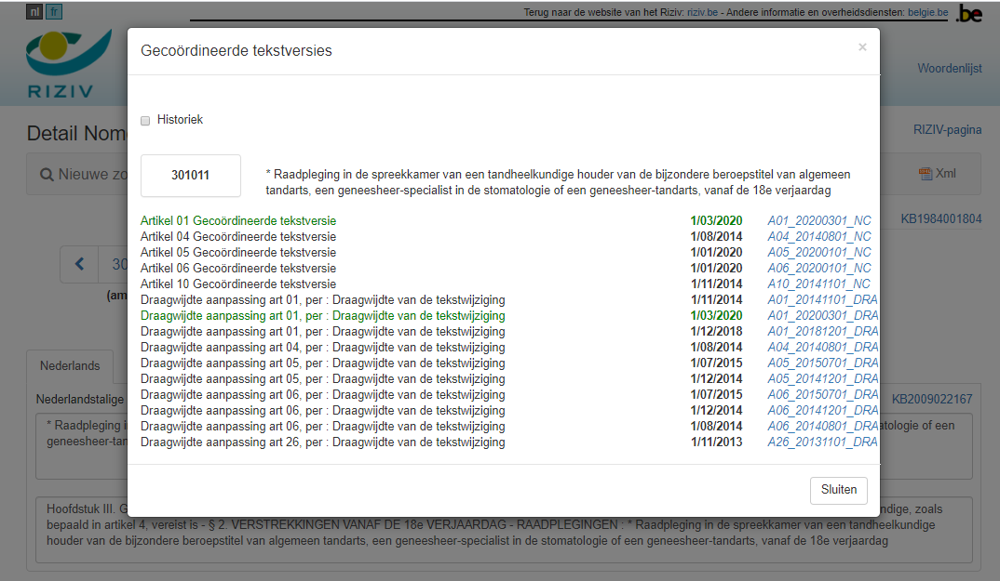 nl fr
Terug naar de website van het Riziv: riziv.be - Andere informatie en overheidsdiensten: belgie.be .be
Gecoördineerde tekstversies ×
RIZIV
Woordenlijst
Historiek
Detail Nom
RIZIV-pagina
Nieuwe zo
Xml
301011
* Raadpleging in de spreekkamer van een tandheelkundige houder van de bijzondere beroepstitel van algemeen
tandarts, een geneesheer-specialist in de stomatologie of een geneesheer-tandarts, vanaf de 18e verjaardag
KB1984001804
Artikel 01 Gecoördineerde tekstversie 1/03/2020 A01_20200301_NC
Artikel 04 Gecoördineerde tekstversie 1/08/2014 A04_20140801_NC
Artikel 05 Gecoördineerde tekstversie 1/01/2020 A05_20200101_NC
Artikel 06 Gecoördineerde tekstversie 1/01/2020 A06_20200101_NC
30
Artikel 10 Gecoördineerde tekstversie 1/11/2014 A10_20141101_NC
(am
Draagwijdte aanpassing art 01, per : Draagwijdte van de tekstwijziging 1/11/2014 A01_20141101_DRA
Draagwijdte aanpassing art 01, per : Draagwijdte van de tekstwijziging 1/03/2020 A01_20200301_DRA
Draagwijdte aanpassing art 01, per : Draagwijdte van de tekstwijziging 1/12/2018 A01_20181201_DRA
Draagwijdte aanpassing art 04, per : Draagwijdte van de tekstwijziging 1/08/2014 A04_20140801_DRA
Draagwijdte aanpassing art 05, per : Draagwijdte van de tekstwijziging 1/07/2015 A05_20150701_DRA
Draagwijdte aanpassing art 05, per : Draagwijdte van de tekstwijziging 1/12/2014 A05_20141201_DRA
Draagwijdte aanpassing art 06, per : Draagwijdte van de tekstwijziging 1/07/2015 A06_20150701_DRA
Draagwijdte aanpassing art 06, per : Draagwijdte van de tekstwijziging 1/12/2014 A06_20141201_DRA
Draagwijdte aanpassing art 06, per : Draagwijdte van de tekstwijziging 1/08/2014 A06_20140801_DRA
Draagwijdte aanpassing art 26, per : Draagwijdte van de tekstwijziging 1/11/2013 A26_20131101_DRA
Nederlands
Nederlandstalige
KB2009022167
* Raadpleging i
atologie of een
geneesheer-tan
Sluiten
Hoofdstuk III. G
ndige, zoals
bepaald in artikel 4, vereist is - § 2. VERSTREKKINGEN VANAF DE 18e VERJAARDAG - RAADPLEGINGEN : * Raadpleging in de spreekkamer van een tandheelkundige
houder van de bijzondere beroepstitel van algemeen tandarts, een geneesheer-specialist in de stomatologie of een geneesheer-tandarts, vanaf de 18e verjaardag